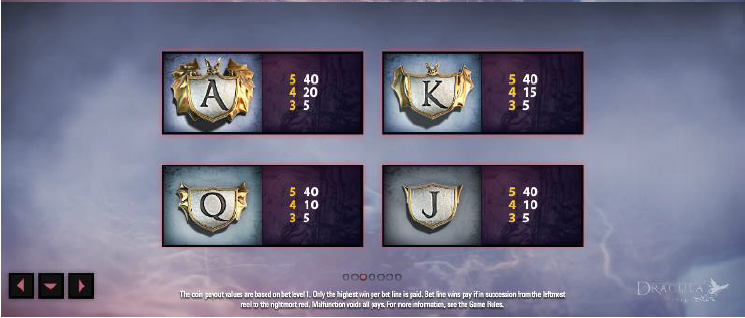 A
5 40
4 20
3 5
K
5 40
4 15
3 5
Q
5 40
4 10
3 5
J
5 40
4 10
3 5
The coin payout values are based on bet level 1. Only the highest win per bet line is paid. Bet line wins pay if in succession from the leftmost
reel to the rightmost reel. Malfunction voids all pays. For more information, see the Game Rules.
DRACULA